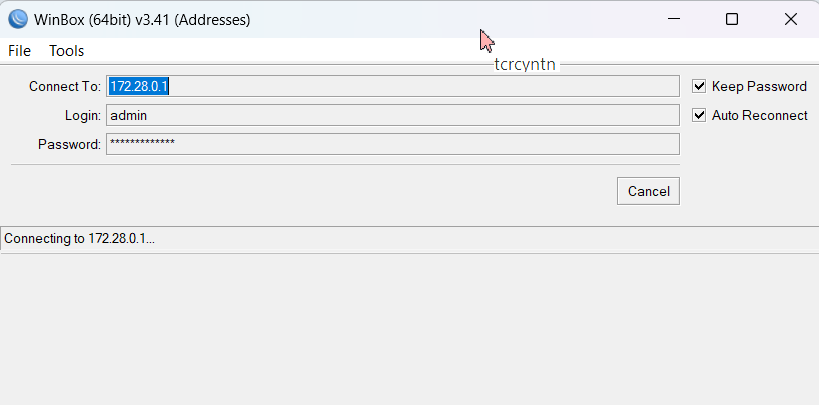 WinBox (64bit) v3.41 (Addresses)
tcrcyntn
File Tools
Connect To: 172.28.0.1 Keep Password
Login: admin Auto Reconnect
Password: *************
Cancel
Connecting to 172.28.0.1...